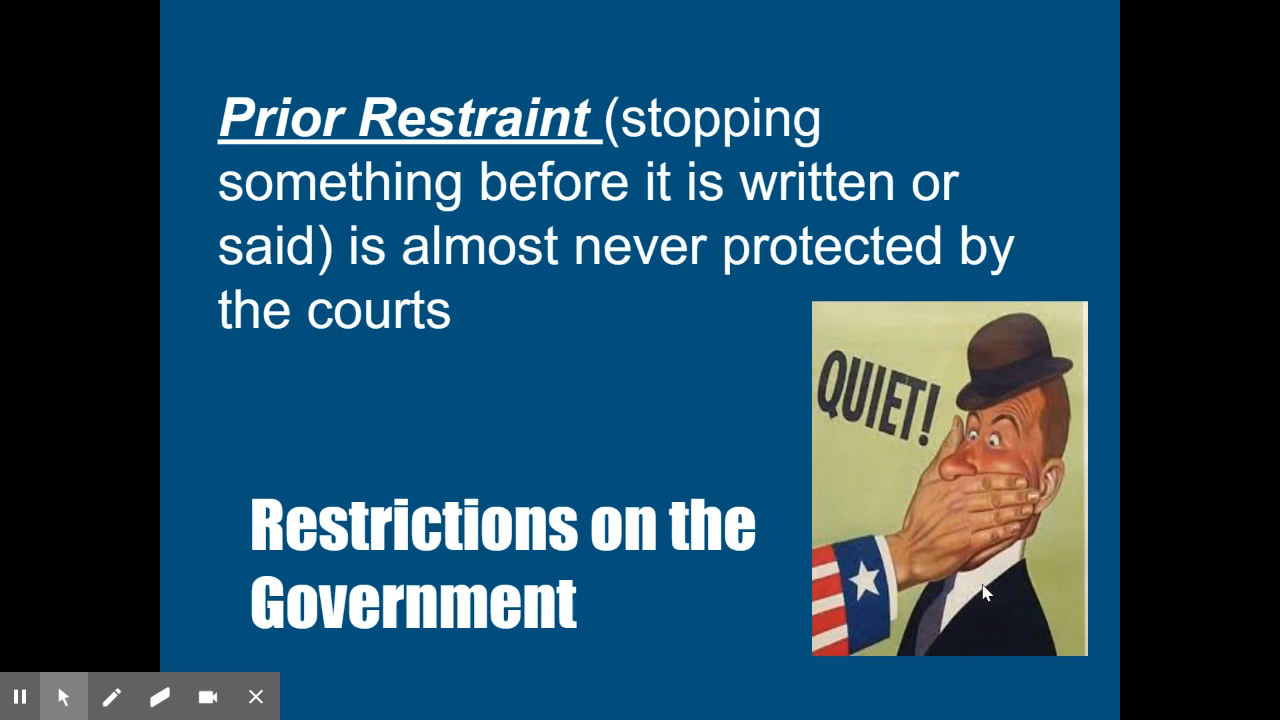 Prior Restraint (stopping
something before it is written or
said) is almost never protected by
the courts
QUIET!
Restrictions on the
Government